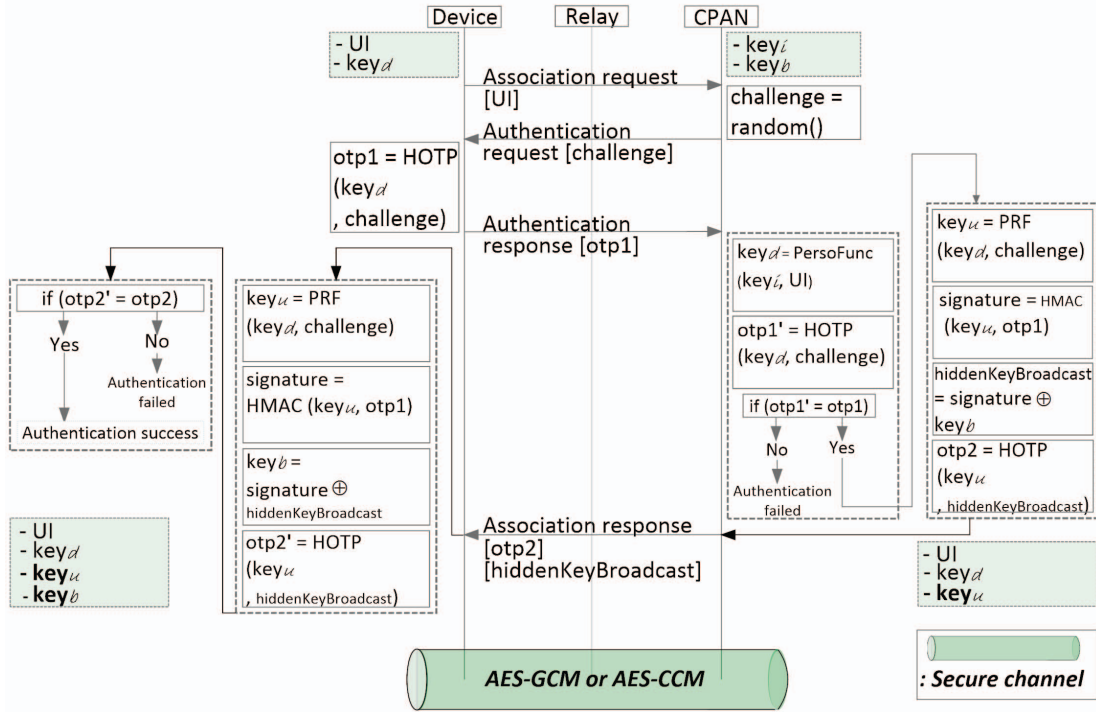 Device
Relay
CPAN
- UI
- key𝒹
- key𝒾
- key𝒷
Association request
[UI]
challenge =
random()
Authentication
request [challenge]
otp1 = HOTP
(key𝒹
, challenge)
Authentication
response [otp1]
key𝒹 = PersoFunc
(key𝒾, UI)
otp1' = HOTP
(key𝒹, challenge)
if (otp1' = otp1)
No
Yes
Authentication
failed
key𝓊 = PRF
(key𝒹, challenge)
signature = HMAC
(key𝓊, otp1)
hiddenKeyBroadcast
= signature ⊕
key𝒷
otp2 = HOTP
(key𝓊
, hiddenKeyBroadcast)
Association response
[otp2]
[hiddenKeyBroadcast]
key𝓊 = PRF
(key𝒹, challenge)
signature =
HMAC (key𝓊, otp1)
key𝒷 =
signature ⊕
hiddenKeyBroadcast
otp2' = HOTP
(key𝓊
, hiddenKeyBroadcast)
if (otp2' = otp2)
Yes
No
Authentication
failed
Authentication success
- UI
- key𝒹
- key𝓊
- key𝒷
- UI
- key𝒹
- key𝓊
AES-GCM or AES-CCM
: Secure channel